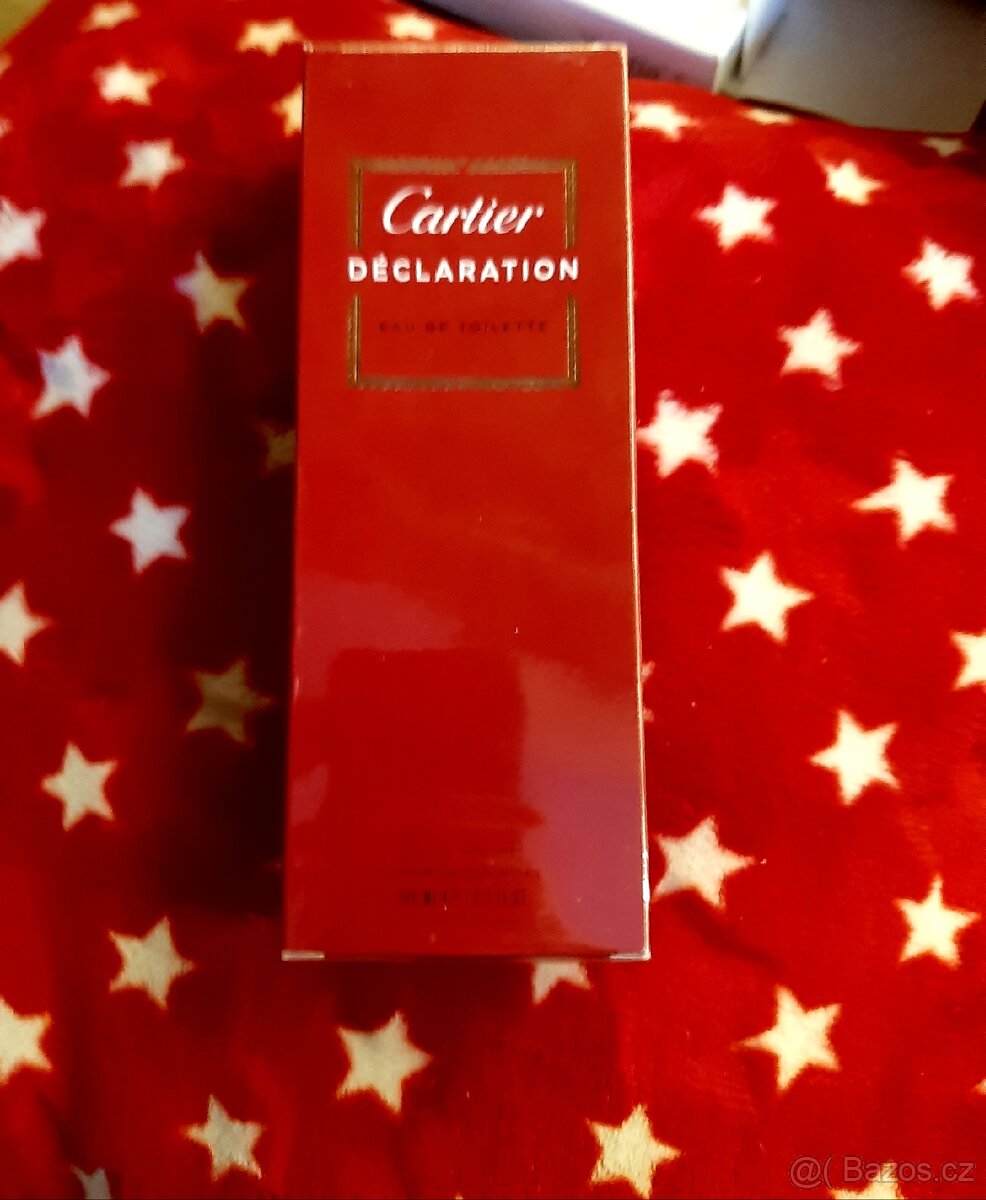 Cartier
DÉCLARATION
EAU DE TOILETTE
@( Bazos.cz